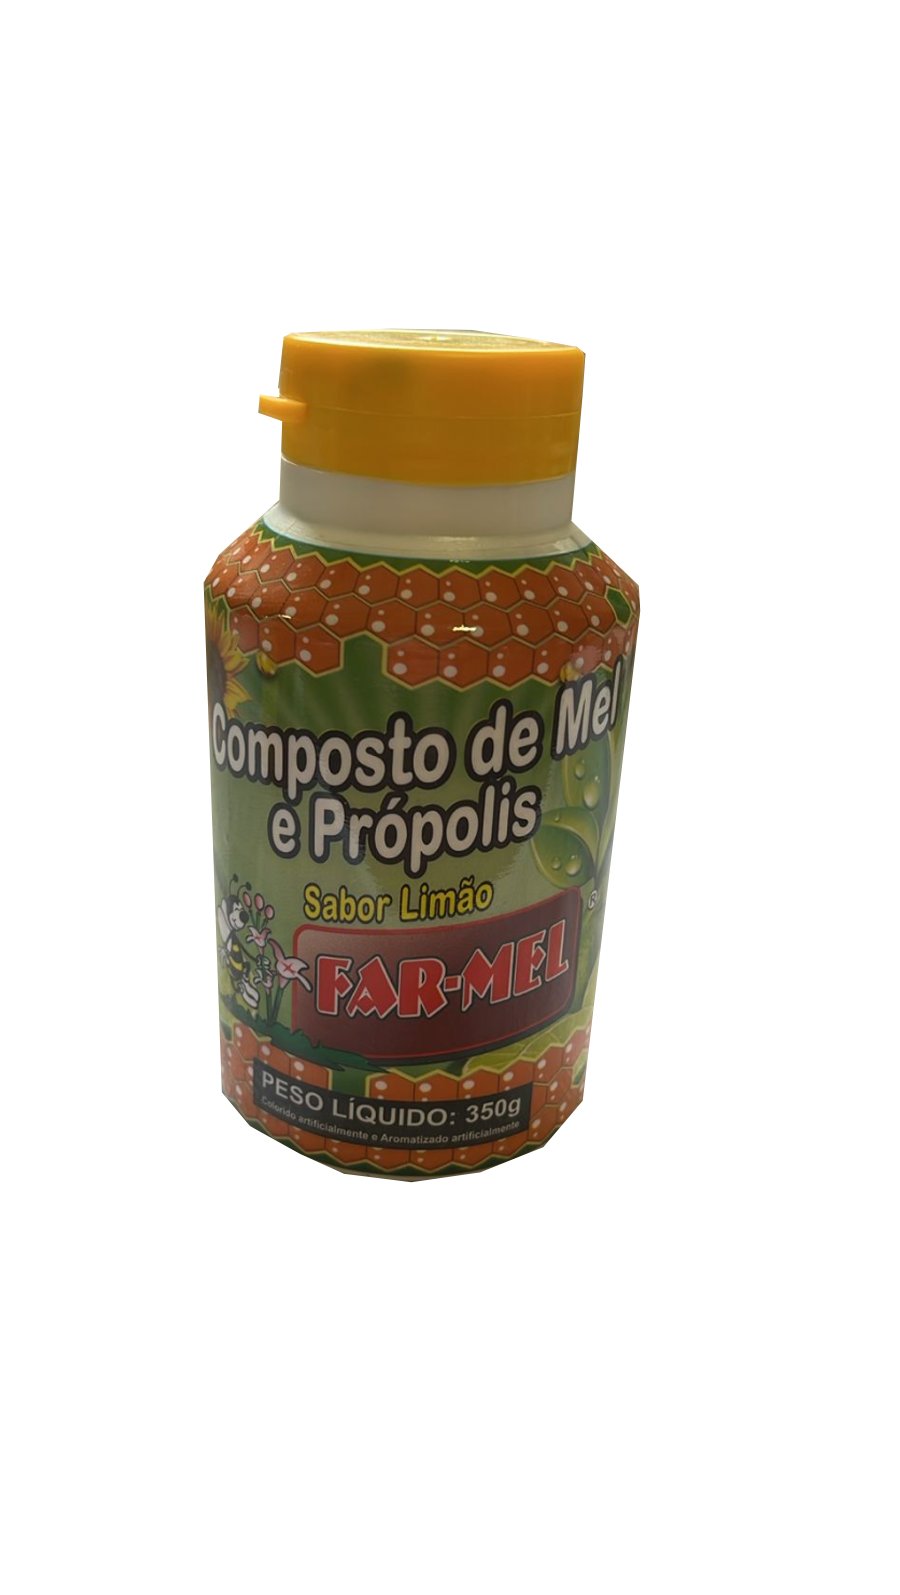 Composto de Mel
e Própolis
Sabor Limão
®
FAR-MEL
PESO LÍQUIDO: 350g
Colorido artificialmente e Aromatizado artificialmente